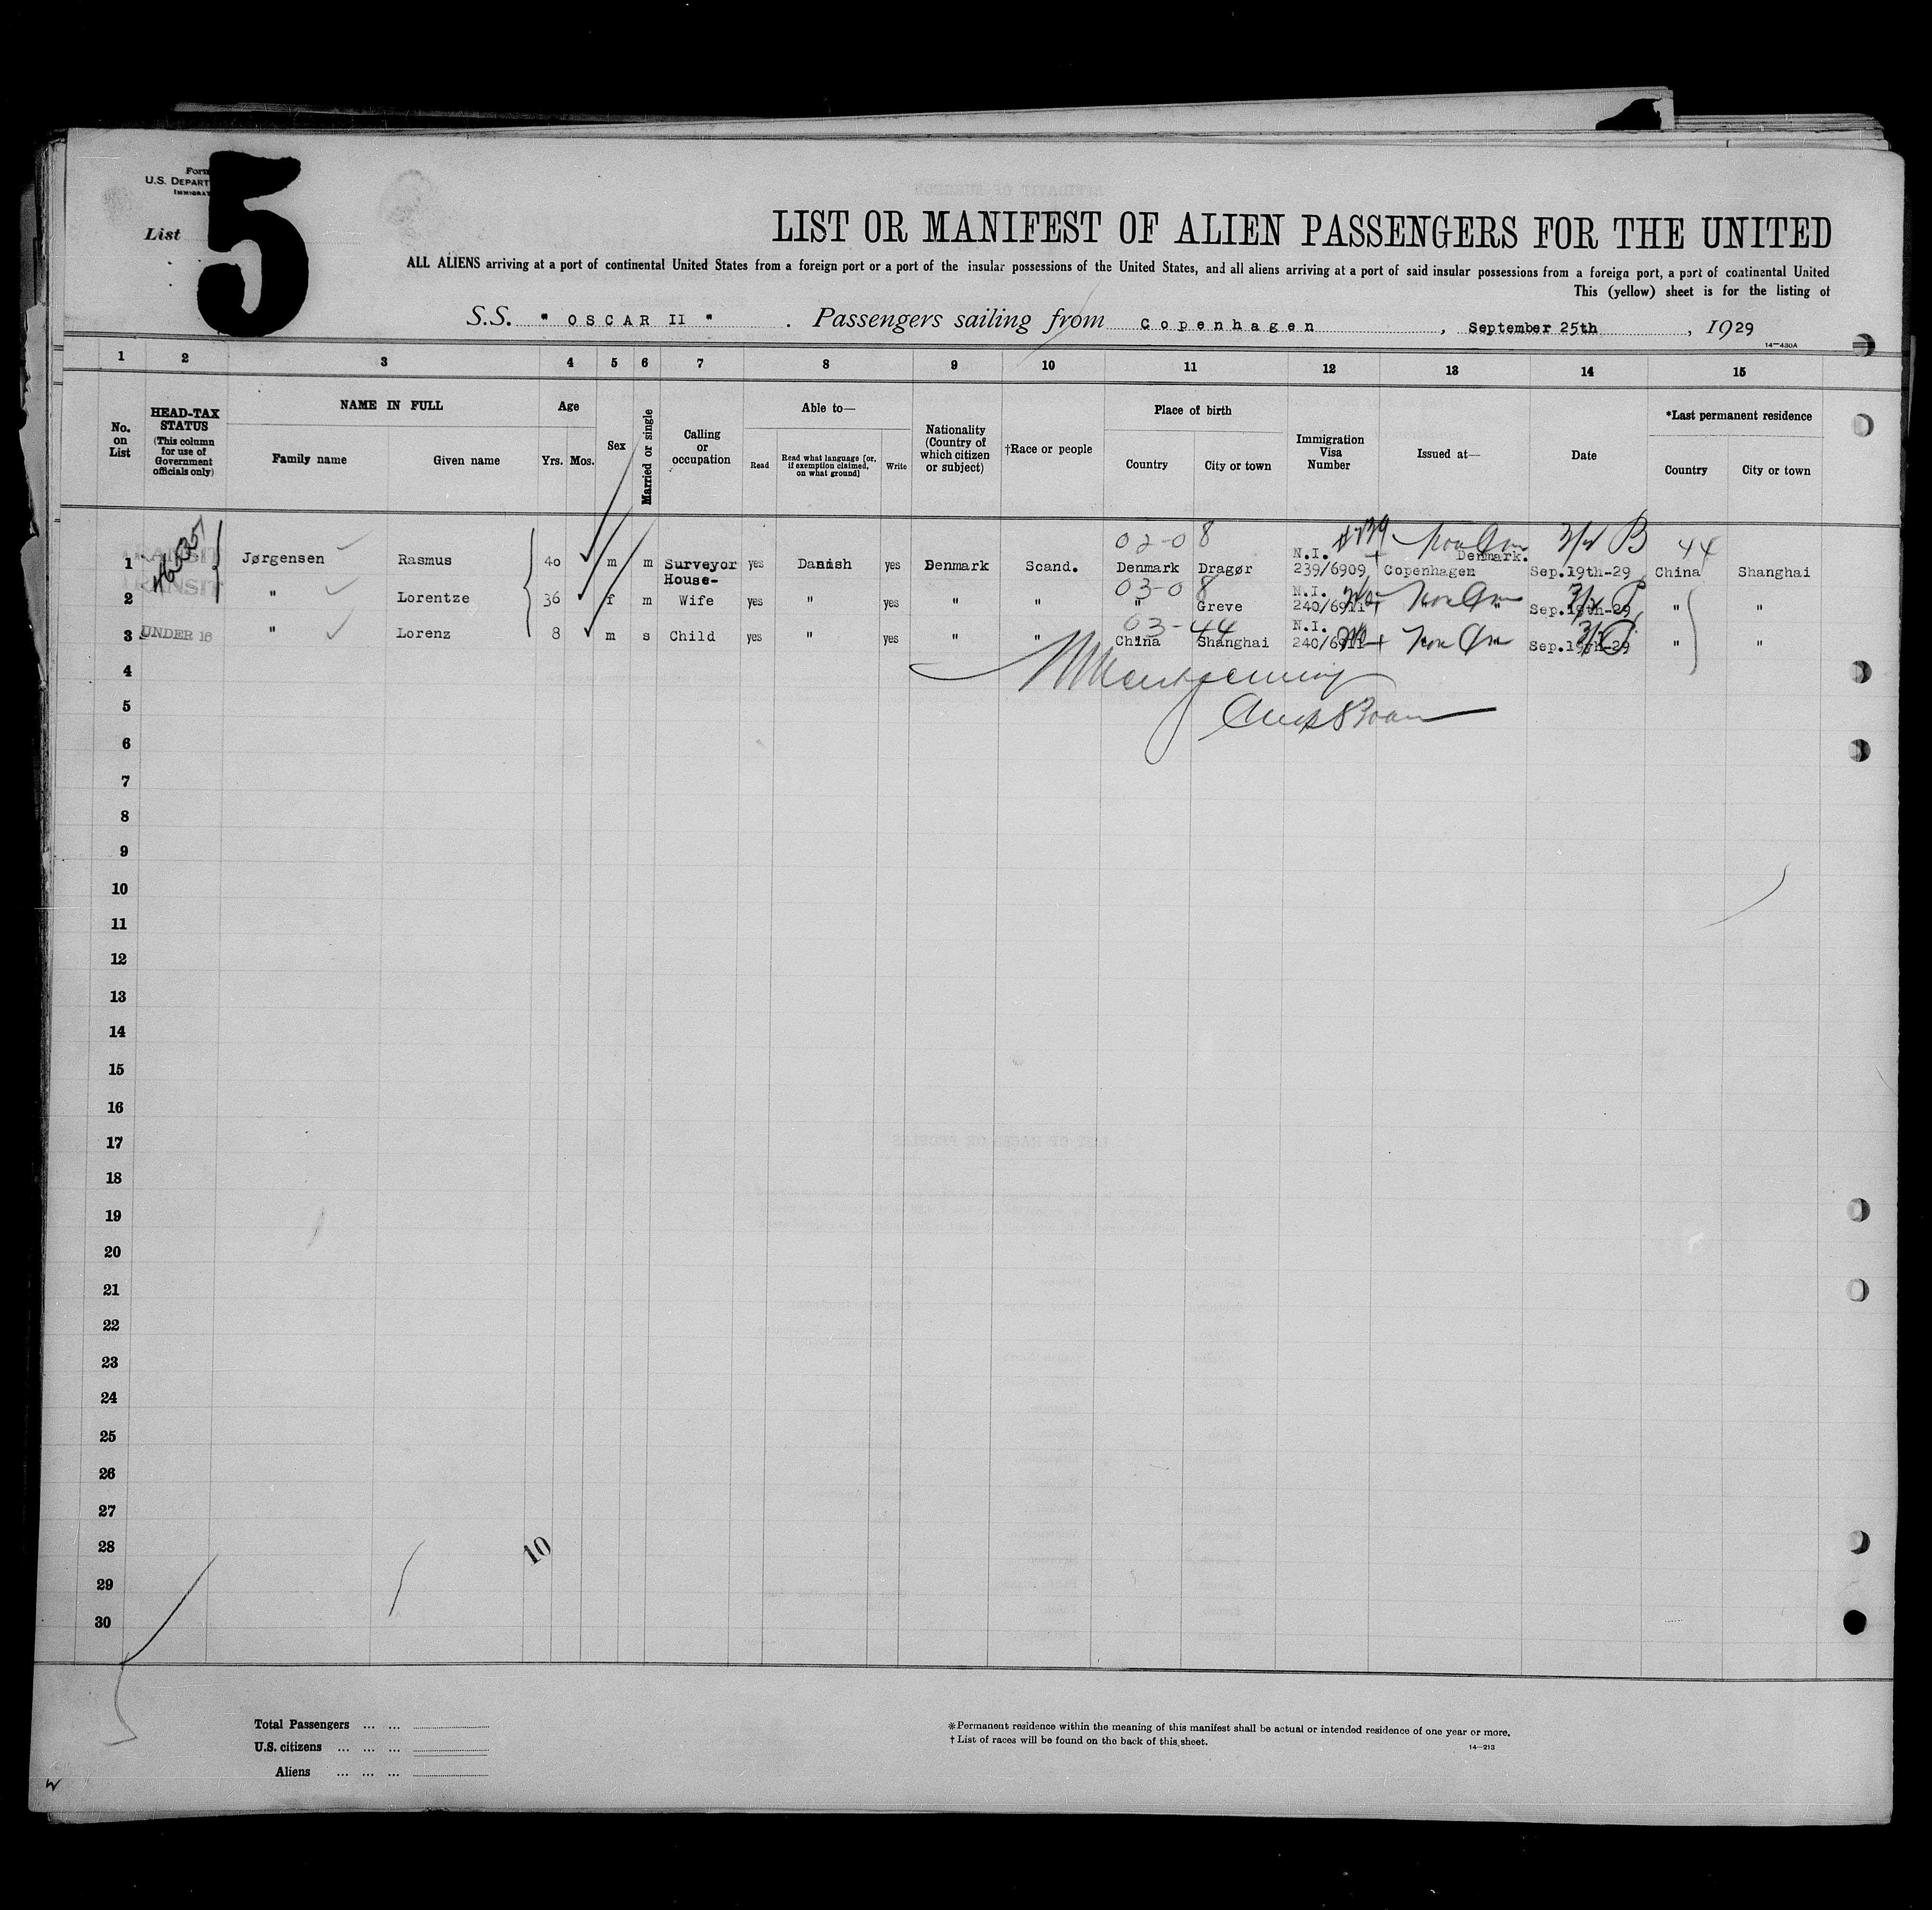 Form
U.S. DEPART
IMMIGRAT
List 5
LIST OR MANIFEST OF ALIEN PASSENGERS FOR THE UNITED
ALL ALIENS arriving at a port of continental United States from a foreign port or a port of the insular possessions of the United States, and all aliens arriving at a port of said insular possessions from a foreign port, a port of continental United
This (yellow) sheet is for the listing of
S.S. " OSCAR II " . Passengers sailing from Copenhagen , September 25th , 1929
14—430A
1 2 3 4 5 6 7 8 9 10 11 12 13 14 15
No. on List
HEAD-TAX STATUS (This column for use of Government officials only)
NAME IN FULL
Family name Given name
Age
Yrs. Mos.
Sex
Married or single
Calling or occupation
Able to—
Read
Read what language [or, if exemption claimed, on what ground]
Write
Nationality (Country of which citizen or subject)
†Race or people
Place of birth
Country City or town
Immigration Visa Number
Issued at—
Date
*Last permanent residence
Country City or town
02-08 44
1 TRANSIT Jørgensen Rasmus 40 m m Surveyor yes Danish yes Denmark Scand. Denmark Dragør N.I. 239/6909 Copenhagen Denmark. Sep.19th-29 China Shanghai
03-08
2 TRANSIT " Lorentze 36 f m House-Wife yes " yes " " " Greve N.I. 240/6911 " Sep.19th-29 " "
03-44
3 UNDER 16 " Lorenz 8 m s Child yes " yes " " China Shanghai N.I. 240/6911 " Sep.19th-29 " "
4
5
6
7
8
9
10
11
12
13
14
15
16
17
18
19
20
21
22
23
24
25
26
27
28 10
29
30
Total Passengers ... ...
U.S. citizens ... ... ...
Aliens ... ... ...
*Permanent residence within the meaning of this manifest shall be actual or intended residence of one year or more.
† List of races will be found on the back of this sheet.
14—213